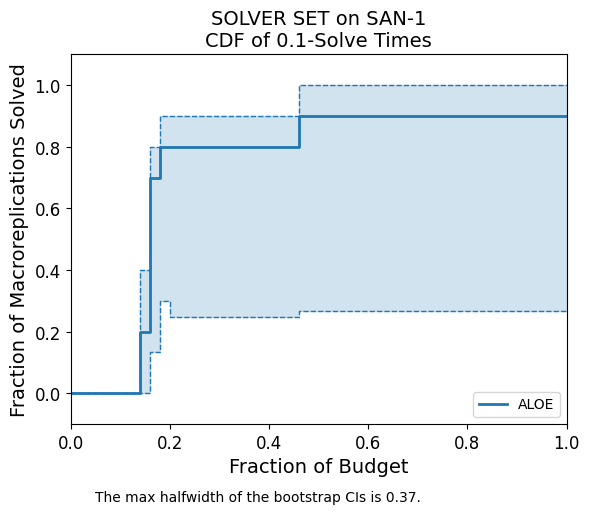 SOLVER SET on SAN-1
CDF of 0.1-Solve Times
Fraction of Macroreplications Solved
1.0
0.8
0.6
0.4
0.2
0.0
ALOE
0.0 0.2 0.4 0.6 0.8 1.0
Fraction of Budget
The max halfwidth of the bootstrap CIs is 0.37.